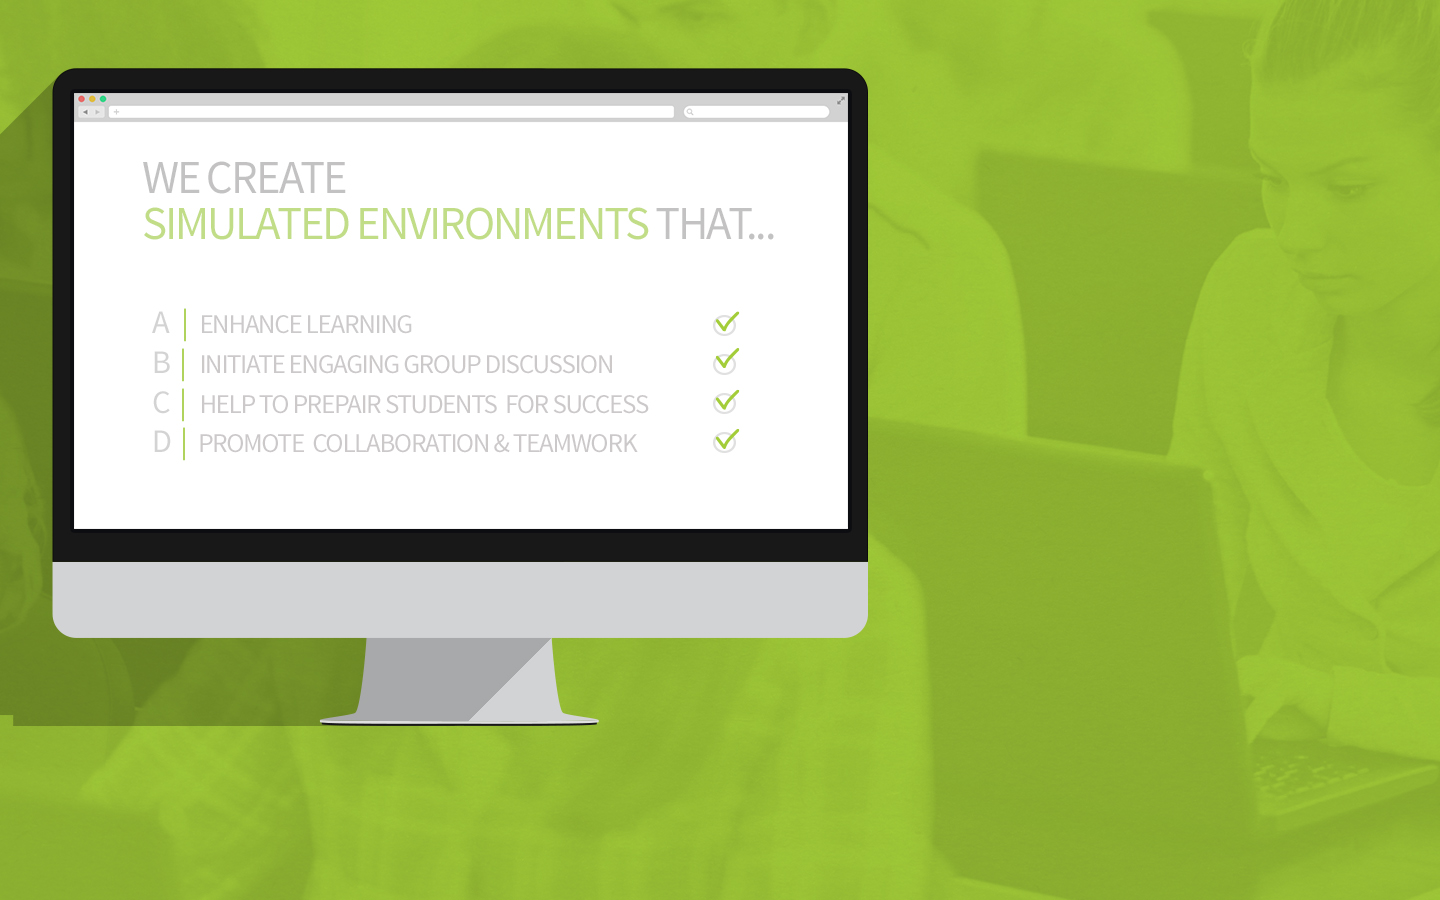 WE CREATE
SIMULATED ENVIRONMENTS THAT...
A ENHANCE LEARNING
B INITIATE ENGAGING GROUP DISCUSSION
C HELP TO PREPAIR STUDENTS FOR SUCCESS
D PROMOTE COLLABORATION & TEAMWORK